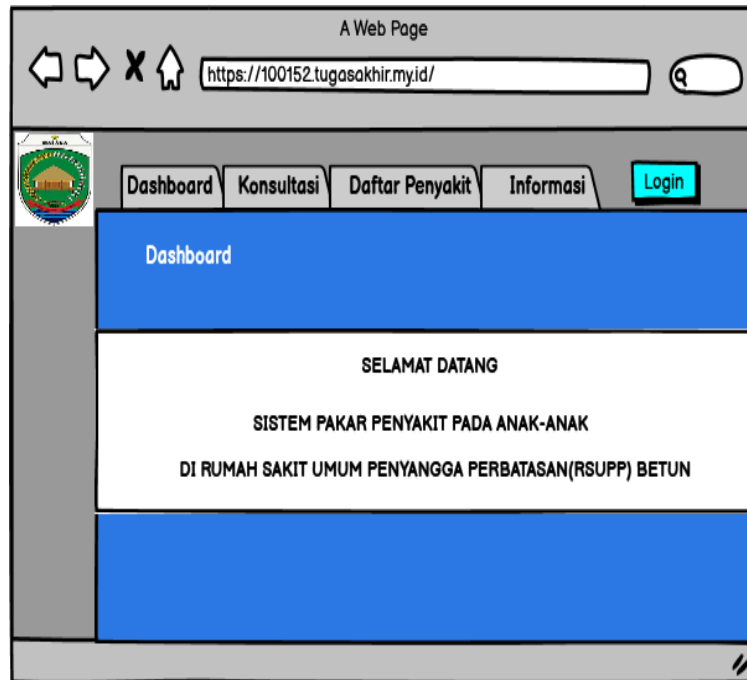 A Web Page
https://100152.tugasakhir.my.id/
MALAKA
Dashboard Konsultasi Daftar Penyakit Informasi Login
Dashboard
SELAMAT DATANG
SISTEM PAKAR PENYAKIT PADA ANAK-ANAK
DI RUMAH SAKIT UMUM PENYANGGA PERBATASAN(RSUPP) BETUN